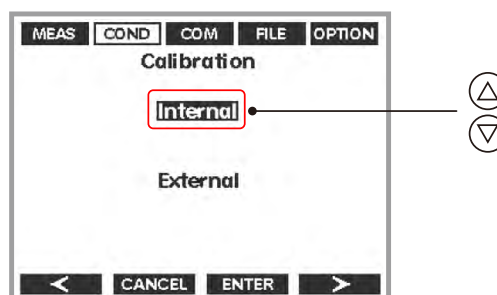 MEAS COND COM FILE OPTION
Calibration
Internal
External
< CANCEL ENTER >